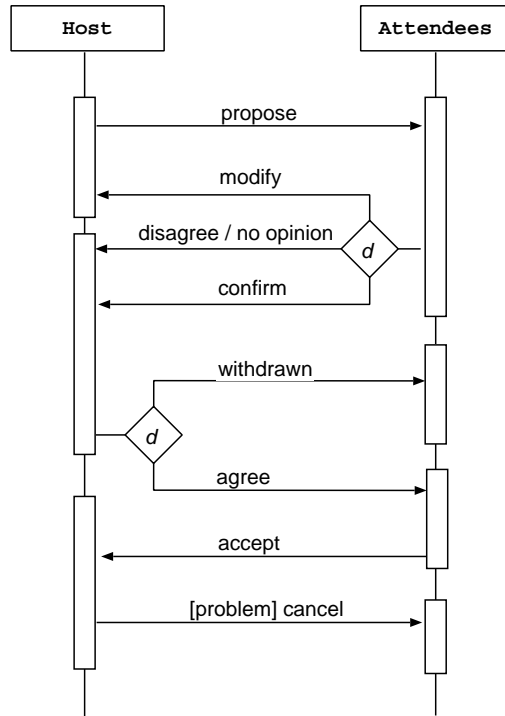 Host
Attendees
propose
modify
disagree / no opinion
d
confirm
withdrawn
d
agree
accept
[problem] cancel